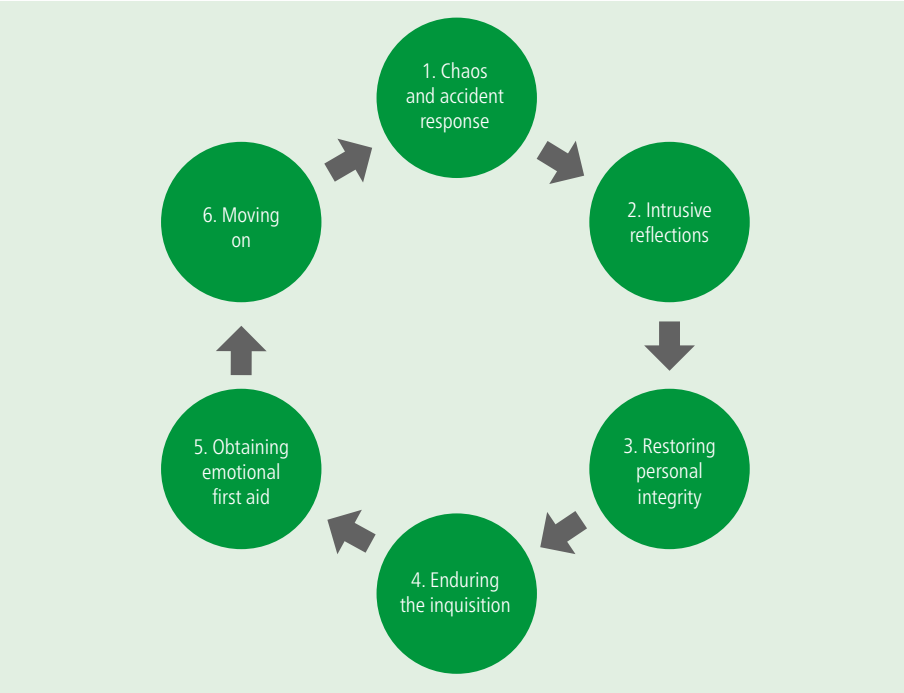 1. Chaos
and accident
response
2. Intrusive
reflections
3. Restoring
personal
integrity
4. Enduring
the inquisition
5. Obtaining
emotional
first aid
6. Moving
on